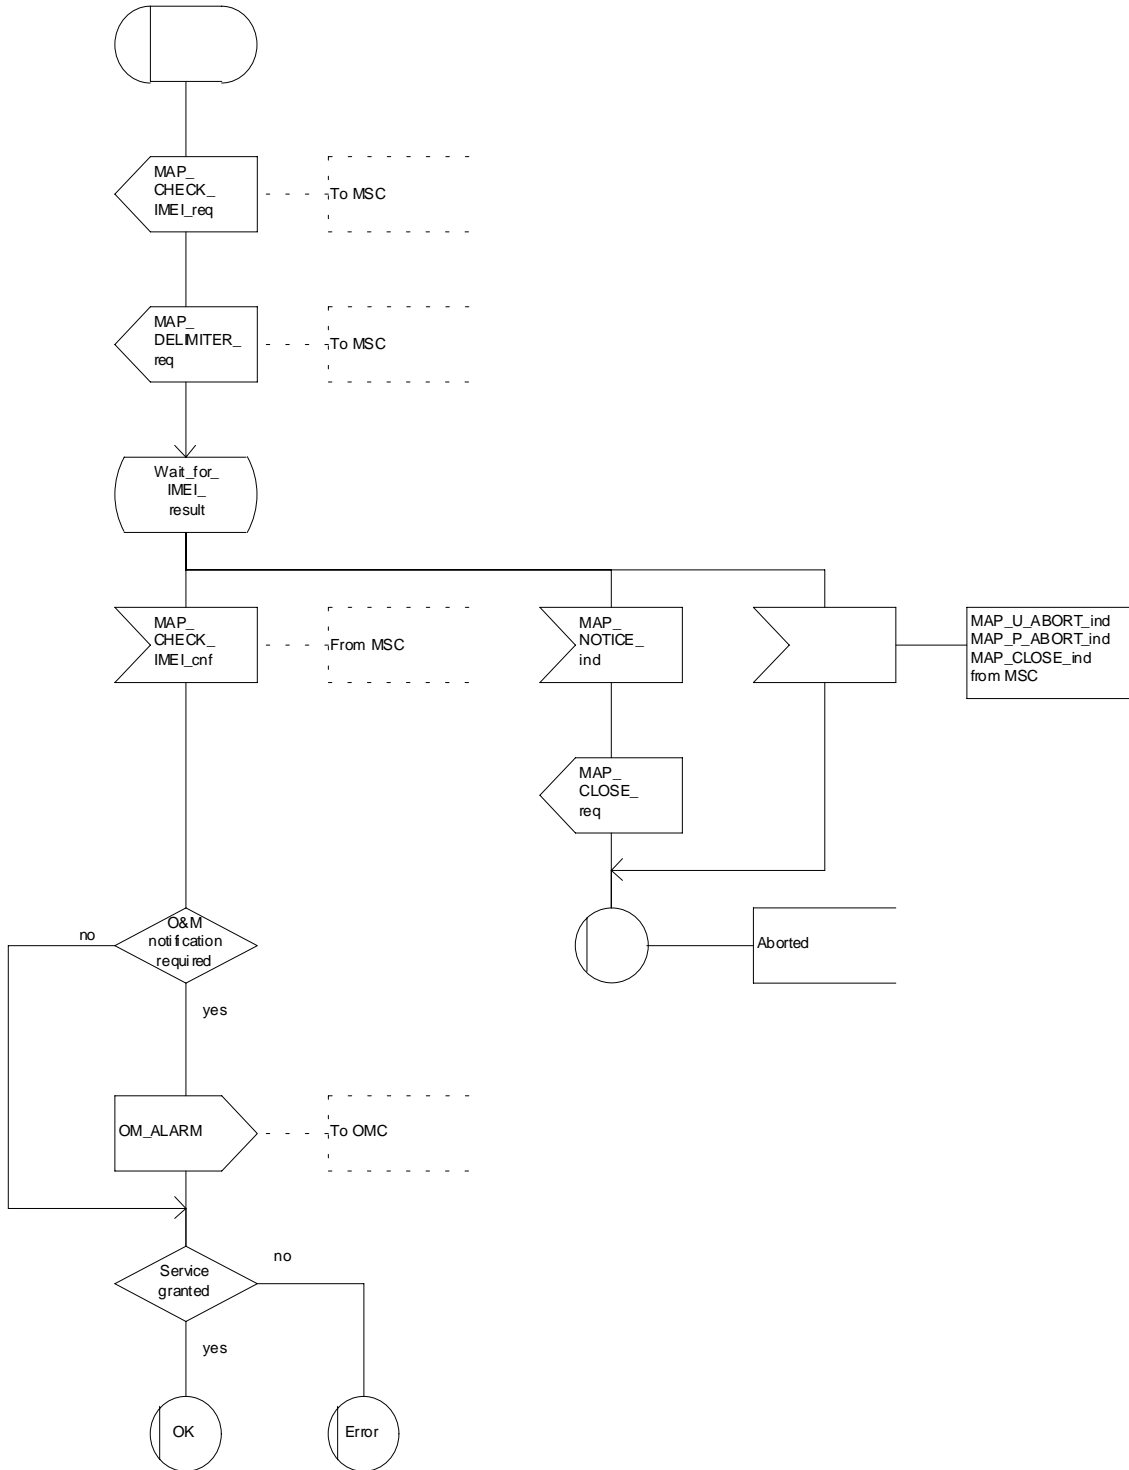 MAP_
CHECK_
IMEI_req
To MSC
MAP_
DELIMITER_
req
To MSC
Wait_for_
IMEI_
result
MAP_
CHECK_
IMEI_cnf
From MSC
MAP_
NOTICE_
ind
MAP_U_ABORT_ind
MAP_P_ABORT_ind
MAP_CLOSE_ind
from MSC
MAP_
CLOSE_
req
no
O&M
notification
required
Aborted
yes
OM_ALARM
To OMC
no
Service
granted
yes
OK
Error